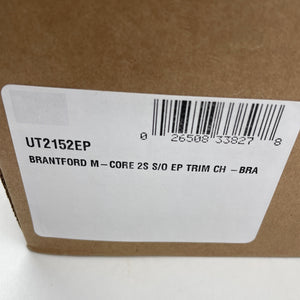 UT2152EP
0 26508 33827 8
BRANTFORD M-CORE 2S S/O EP TRIM CH -BRA